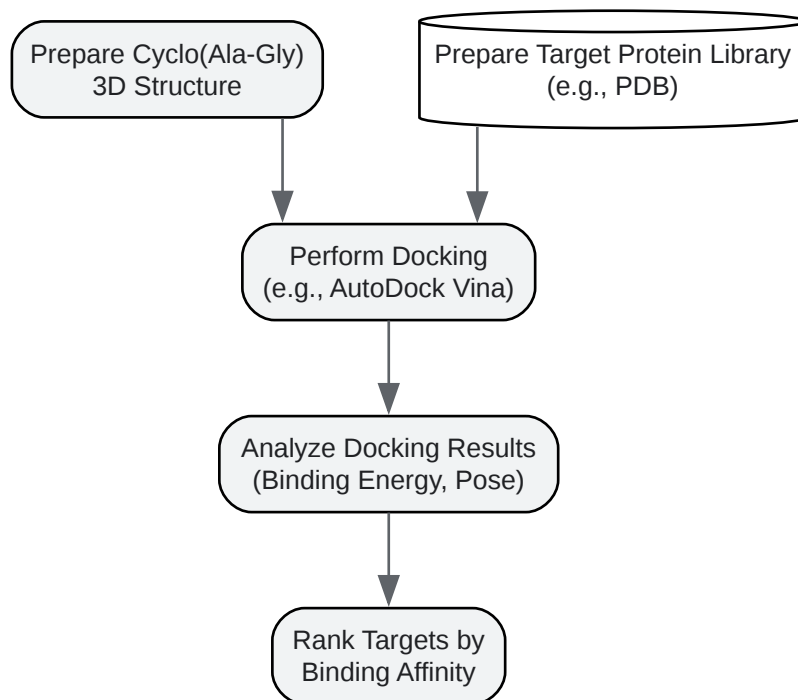 Prepare Cyclo(Ala-Gly)
3D Structure
Prepare Target Protein Library
(e.g., PDB)
Perform Docking
(e.g., AutoDock Vina)
Analyze Docking Results
(Binding Energy, Pose)
Rank Targets by
Binding Affinity